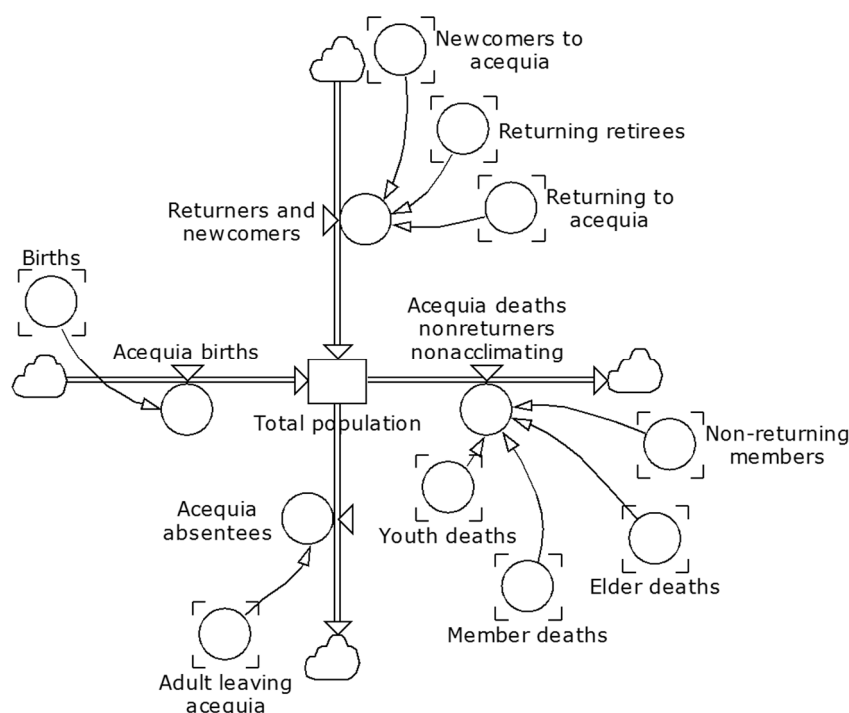 Newcomers to
acequia
Returning retirees
Returning to
acequia
Returners and
newcomers
Births
Acequia births
Acequia deaths
nonreturners
nonacclimating
Total population
Non-returning
members
Acequia
absentees
Youth deaths
Elder deaths
Member deaths
Adult leaving
acequia